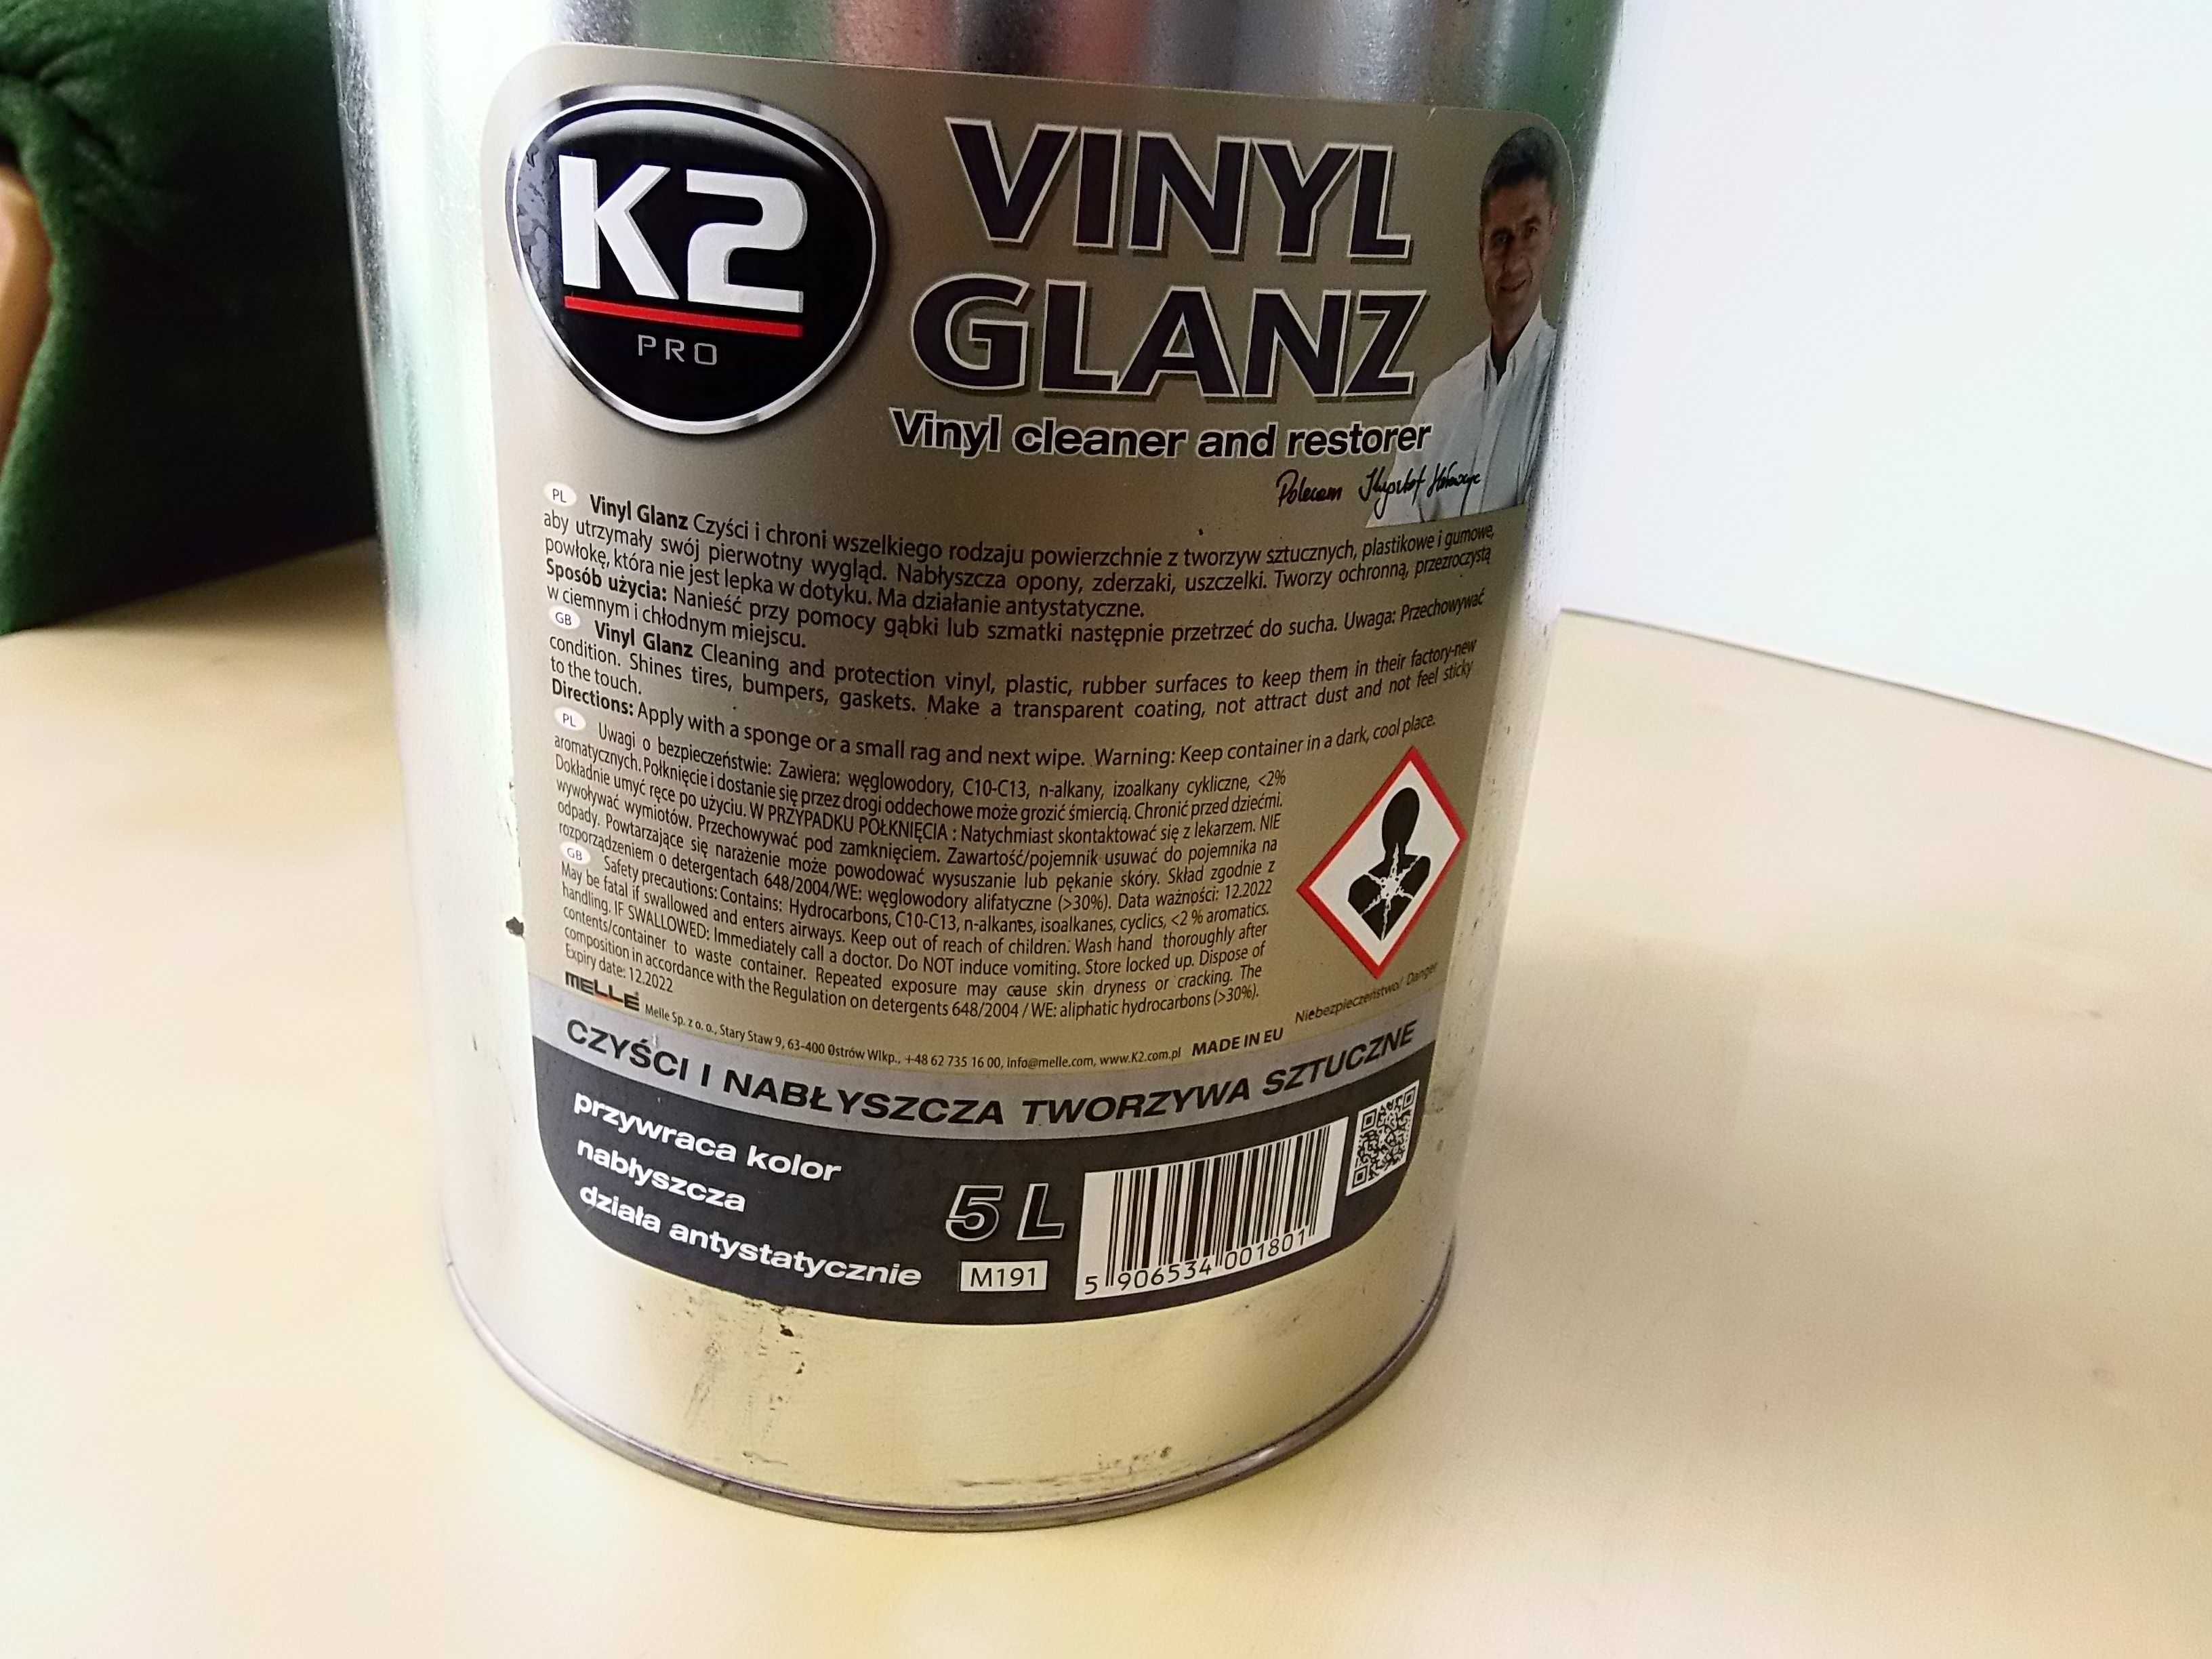 K2
PRO
VINYL
GLANZ
Vinyl cleaner and restorer
Polecam Krzysztof Hołowczyc
PL Vinyl Glanz Czyści i chroni wszelkiego rodzaju powierzchnie z tworzyw sztucznych, plastikowe i gumowe,
aby utrzymały swój pierwotny wygląd. Nabłyszcza opony, zderzaki, uszczelki. Tworzy ochronną, przezroczystą
powłokę, która nie jest lepka w dotyku. Ma działanie antystatyczne.
Sposób użycia: Nanieść przy pomocy gąbki lub szmatki następnie przetrzeć do sucha. Uwaga: Przechowywać
w ciemnym i chłodnym miejscu.
GB Vinyl Glanz Cleaning and protection vinyl, plastic, rubber surfaces to keep them in their factory-new
condition. Shines tires, bumpers, gaskets. Make a transparent coating, not attract dust and not feel sticky
to the touch.
Directions: Apply with a sponge or a small rag and next wipe. Warning: Keep container in a dark, cool place.
PL Uwagi o bezpieczeństwie: Zawiera: węglowodory, C10-C13, n-alkany, izoalkany cykliczne, <2%
aromatycznych. Połknięcie i dostanie się przez drogi oddechowe może grozić śmiercią. Chronić przed dziećmi.
Dokładnie umyć ręce po użyciu. W PRZYPADKU POŁKNIĘCIA : Natychmiast skontaktować się z lekarzem. NIE
wywoływać wymiotów. Przechowywać pod zamknięciem. Zawartość/pojemnik usuwać do pojemnika na
odpady. Powtarzające się narażenie może powodować wysuszanie lub pękanie skóry. Skład zgodnie z
rozporządzeniem o detergentach 648/2004/WE: węglowodory alifatyczne (>30%). Data ważności: 12.2022
GB Safety precautions: Contains: Hydrocarbons, C10-C13, n-alkanes, isoalkanes, cyclics, <2 % aromatics.
May be fatal if swallowed and enters airways. Keep out of reach of children. Wash hand thoroughly after
handling. IF SWALLOWED: Immediately call a doctor. Do NOT induce vomiting. Store locked up. Dispose of
contents/container to waste container. Repeated exposure may cause skin dryness or cracking. The
composition in accordance with the Regulation on detergents 648/2004 / WE: aliphatic hydrocarbons (>30%).
Expiry date: 12.2022
Niebezpieczeństwo/ Danger
MELLE Melle Sp. z o. o., Stary Staw 9, 63-400 Ostrów Wlkp., +48 62 735 16 00, info@melle.com, www.K2.com.pl MADE IN EU
CZYŚCI I NABŁYSZCZA TWORZYWA SZTUCZNE
przywraca kolor
nabłyszcza
działa antystatycznie
5 L
M191
5 906534 001801